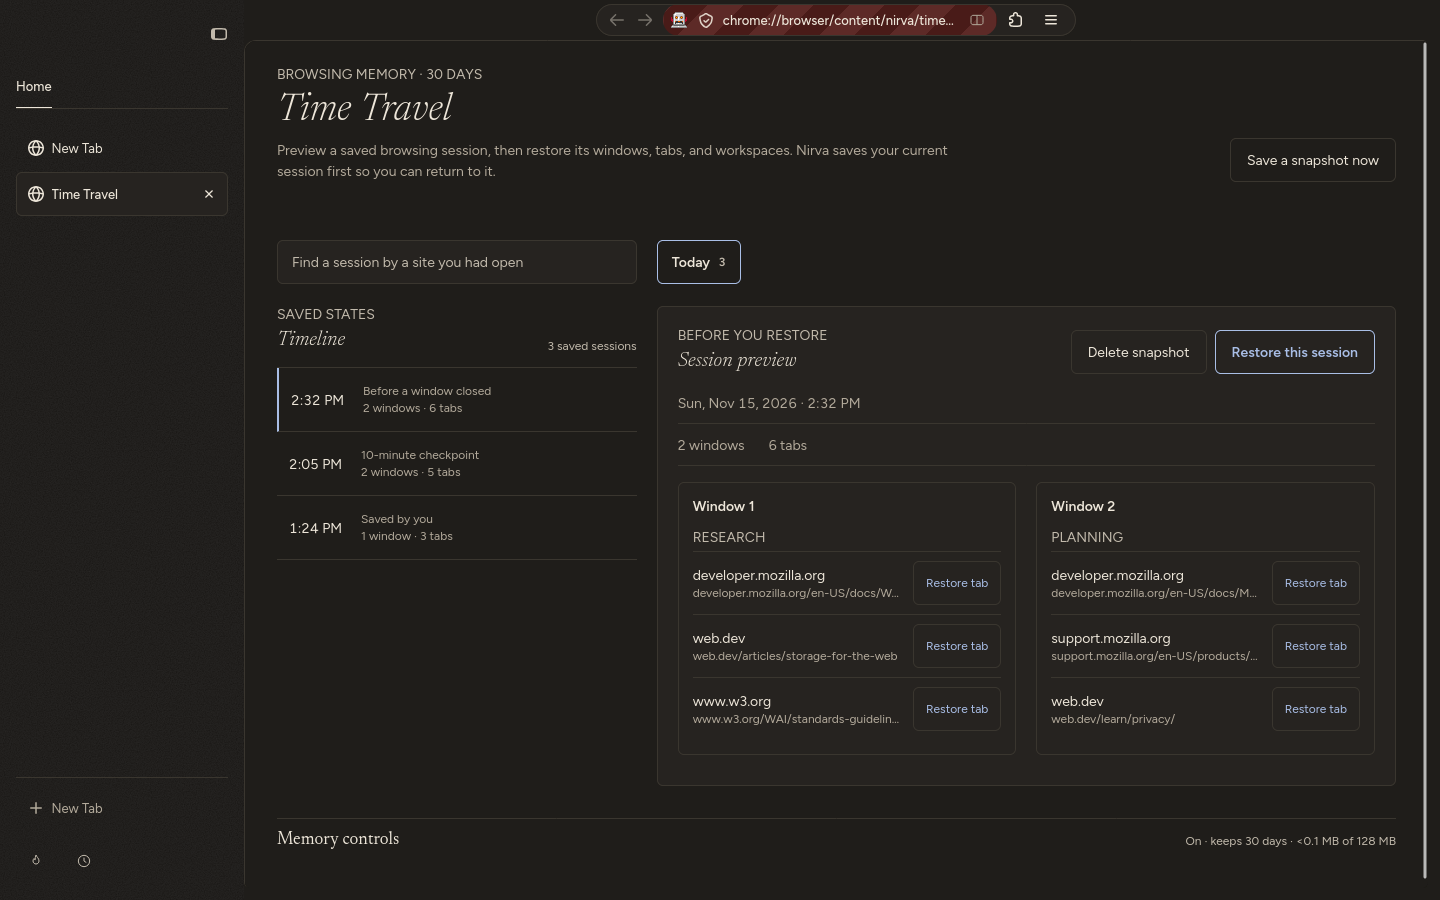 chrome://browser/content/nirva/time...
Home
New Tab
Time Travel
New Tab
BROWSING MEMORY · 30 DAYS
Time Travel
Preview a saved browsing session, then restore its windows, tabs, and workspaces. Nirva saves your current
session first so you can return to it.
Save a snapshot now
Find a session by a site you had open
Today 3
SAVED STATES
Timeline
3 saved sessions
2:32 PM
Before a window closed
2 windows · 6 tabs
2:05 PM
10-minute checkpoint
2 windows · 5 tabs
1:24 PM
Saved by you
1 window · 3 tabs
BEFORE YOU RESTORE
Session preview
Delete snapshot
Restore this session
Sun, Nov 15, 2026 · 2:32 PM
2 windows 6 tabs
Window 1
RESEARCH
developer.mozilla.org
developer.mozilla.org/en-US/docs/W...
Restore tab
web.dev
web.dev/articles/storage-for-the-web
Restore tab
www.w3.org
www.w3.org/WAI/standards-guidelin...
Restore tab
Window 2
PLANNING
developer.mozilla.org
developer.mozilla.org/en-US/docs/M...
Restore tab
support.mozilla.org
support.mozilla.org/en-US/products/...
Restore tab
web.dev
web.dev/learn/privacy/
Restore tab
Memory controls
On · keeps 30 days · <0.1 MB of 128 MB